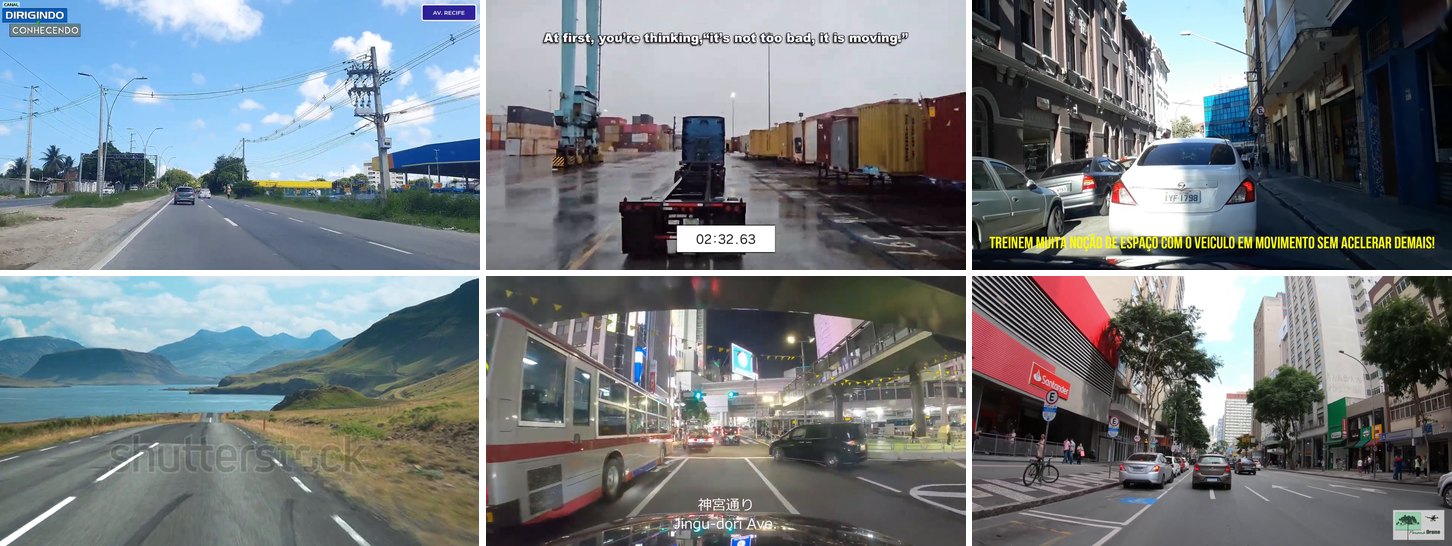 CANAL
DIRIGINDO
CONHECENDO
AV. RECIFE
At first, you're thinking,“it's not too bad, it is moving.”
02:32.63
IYF-1798
TREINEM MUITA NOÇÃO DE ESPAÇO COM O VEICULO EM MOVIMENTO SEM ACELERAR DEMAIS!
shutterstock
神宮通り
Jingu-dori Ave.
Santander
E
E